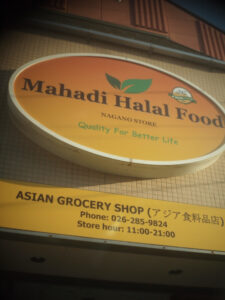 Mahadi Halal Food
NAGANO STORE
Quality For Better Life
ASIAN GROCERY SHOP (アジア食料品店)
Phone: 026-285-9824
Store hour: 11:00-21:00